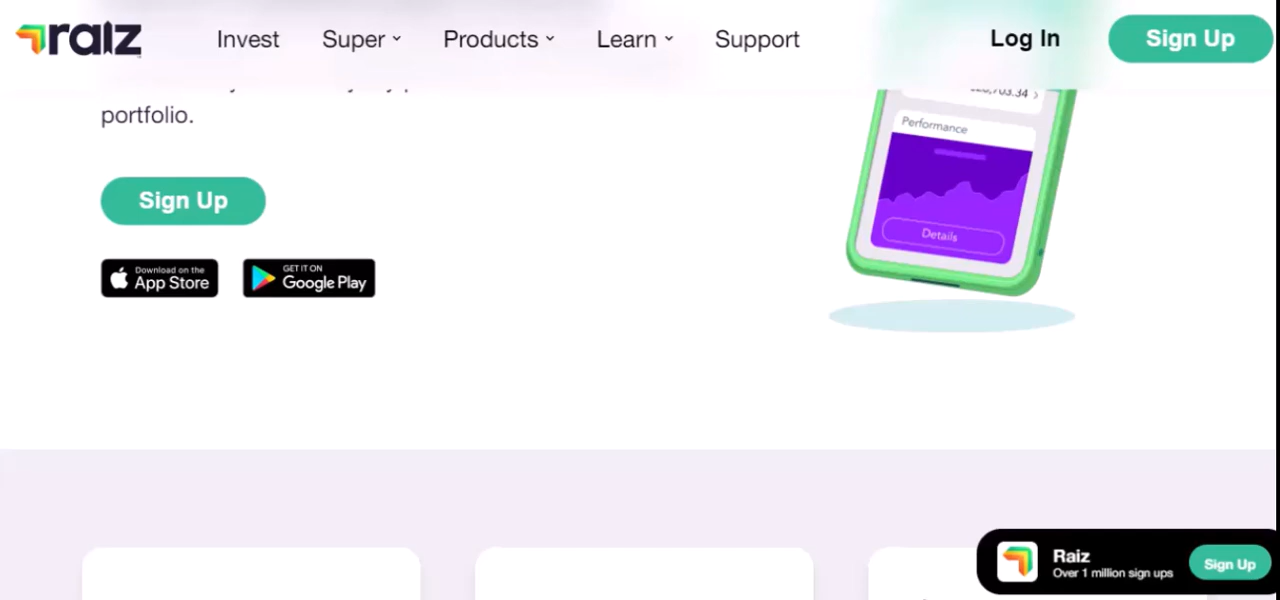 raiz
Invest
Super
Products
Learn
Support
Log In
Sign Up
portfolio.
Sign Up
Download on the
App Store
GET IT ON
Google Play
Performance
Details
Raiz
Over 1 million sign ups
Sign Up